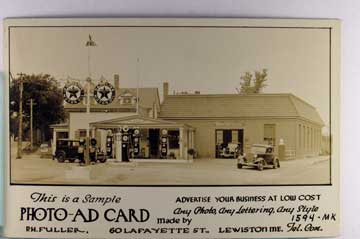 This is a Sample
PHOTO-AD CARD
made by
ADVERTISE YOUR BUSINESS AT LOW COST
Any Photo, Any Lettering, Any Style
1594-MK
P.H. FULLER, 60 LAFAYETTE ST., LEWISTON ME. Tel. Con.